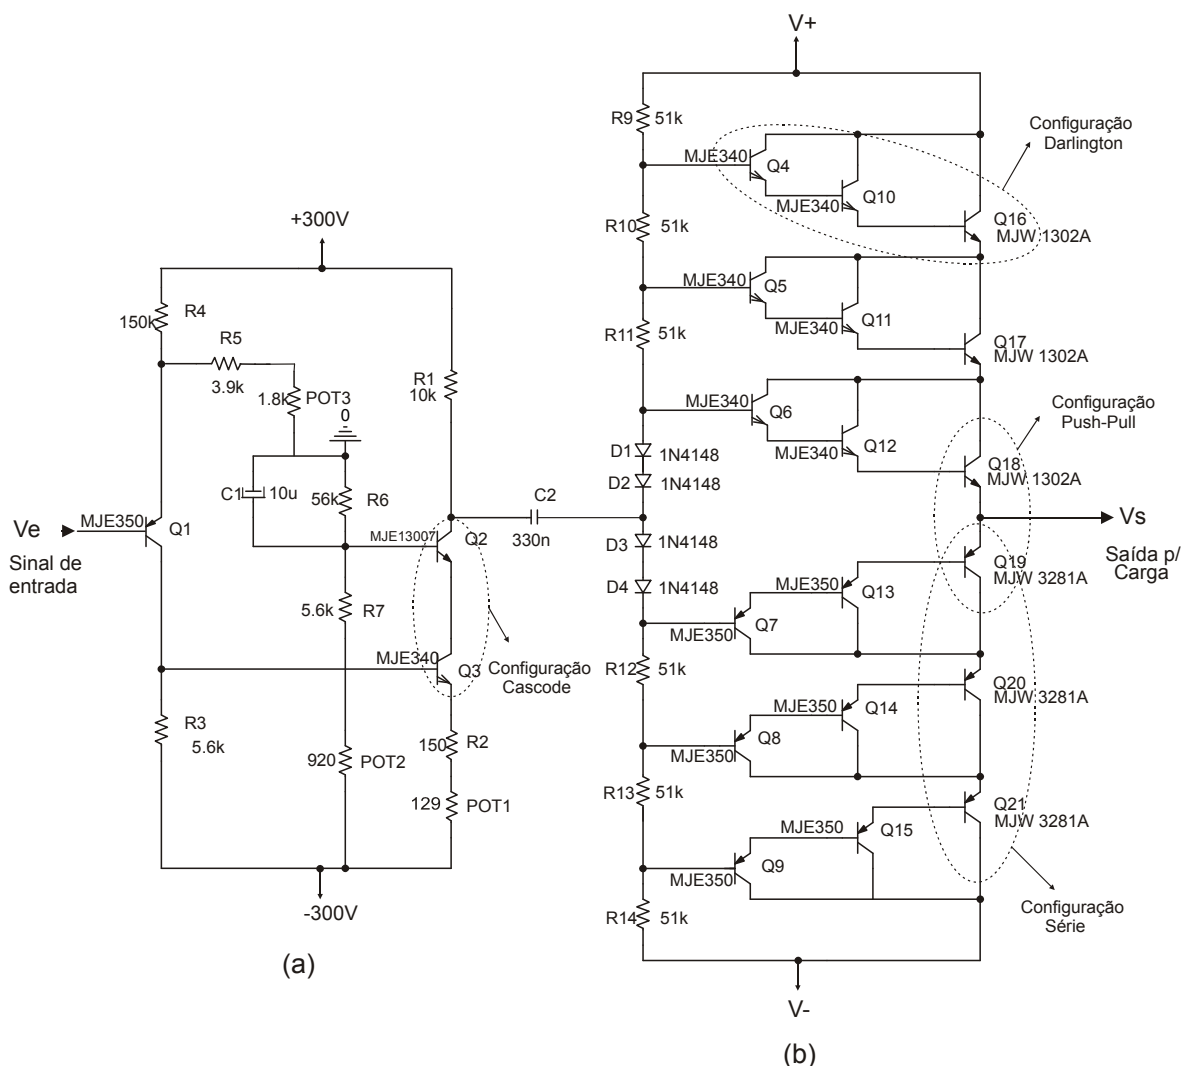 V+
R9 51k
Configuração
Darlington
MJE340
Q4
MJE340
Q10
Q16
MJW 1302A
+300V
R10 51k
MJE340
Q5
MJE340
Q11
Q17
MJW 1302A
R4
150k
R5
3.9k
1.8k POT3
0
R1
10k
R11 51k
MJE340
Q6
MJE340
Q12
Configuração
Push-Pull
Q18
MJW 1302A
C1 10u
56k R6
D1 1N4148
D2 1N4148
Ve
Sinal de
entrada
MJE350
Q1
MJE13007
Q2
C2
330n
Vs
Saída p/
Carga
D3 1N4148
D4 1N4148
MJE350
Q13
Q19
MJW 3281A
5.6k R7
MJE350
Q7
MJE340
Q3
Configuração
Cascode
R12 51k
Q20
MJW 3281A
MJE350
Q14
R3
5.6k
150 R2
920 POT2
MJE350
Q8
129 POT1
R13 51k
Q21
MJW 3281A
MJE350
Q15
MJE350
Q9
-300V
R14 51k
Configuração
Série
(a)
V-
(b)